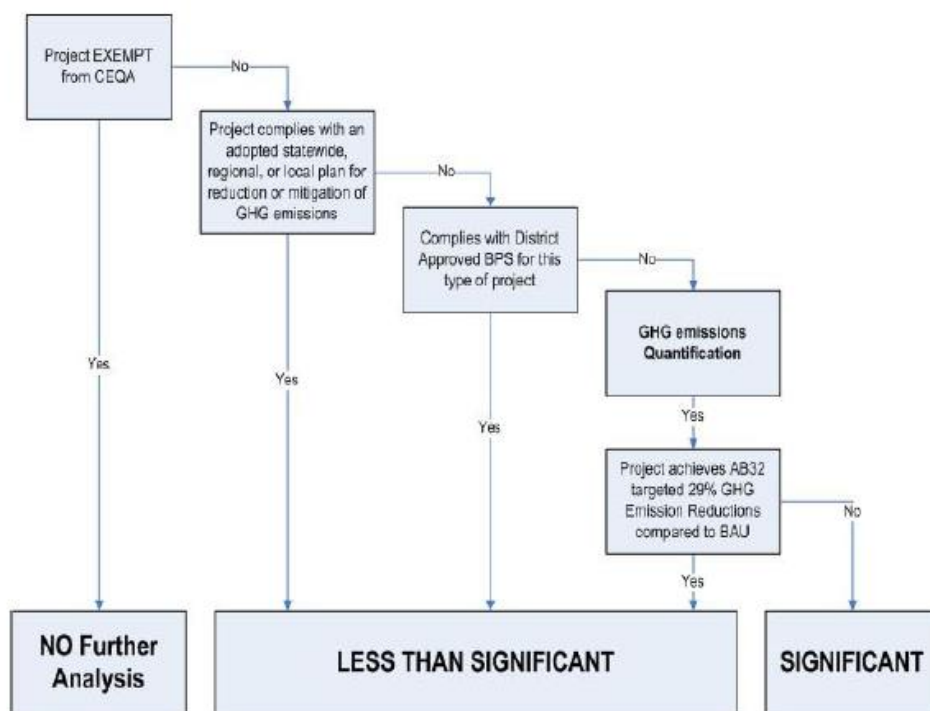 Project EXEMPT
from CEQA
No
Project complies with an
adopted statewide,
regional, or local plan for
reduction or mitigation of
GHG emissions
No
Complies with District
Approved BPS for this
type of project
No
GHG emissions
Quantification
Yes
Yes
Yes
Yes
Project achieves AB32
targeted 29% GHG
Emission Reductions
compared to BAU
No
Yes
NO Further
Analysis
LESS THAN SIGNIFICANT
SIGNIFICANT